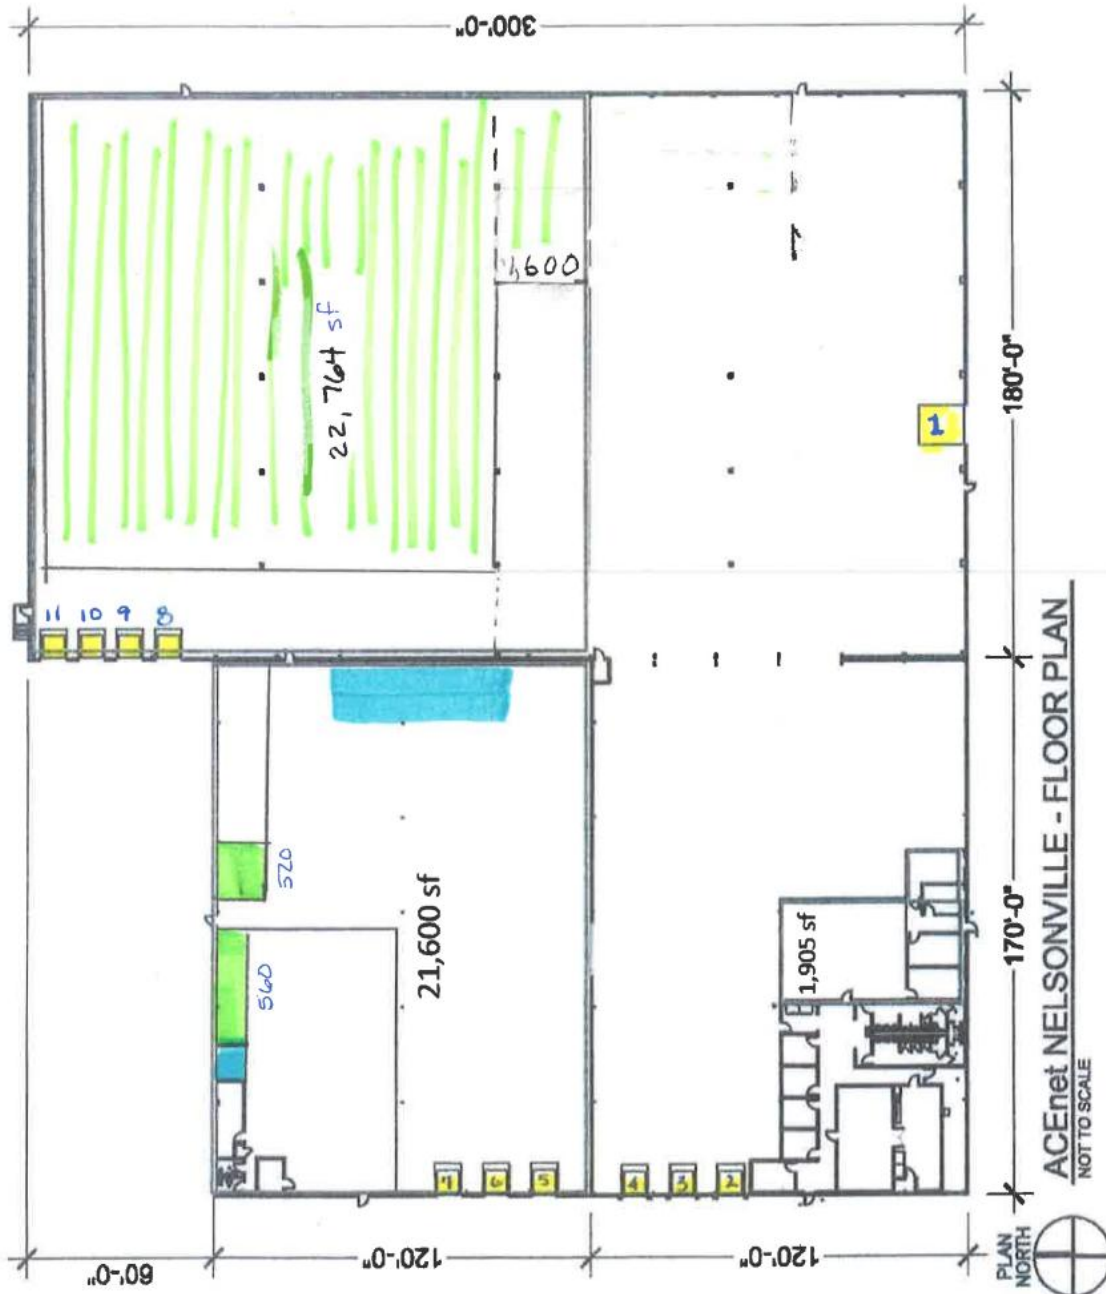 300'-0"
22,764 sf
1,600
180'-0"
1
11 10 9 8
520
560
21,600 sf
1,905 sf
170'-0"
7 6 5 4 3 2
60'-0"
120'-0"
120'-0"
PLAN
NORTH
ACEnet NELSONVILLE - FLOOR PLAN
NOT TO SCALE